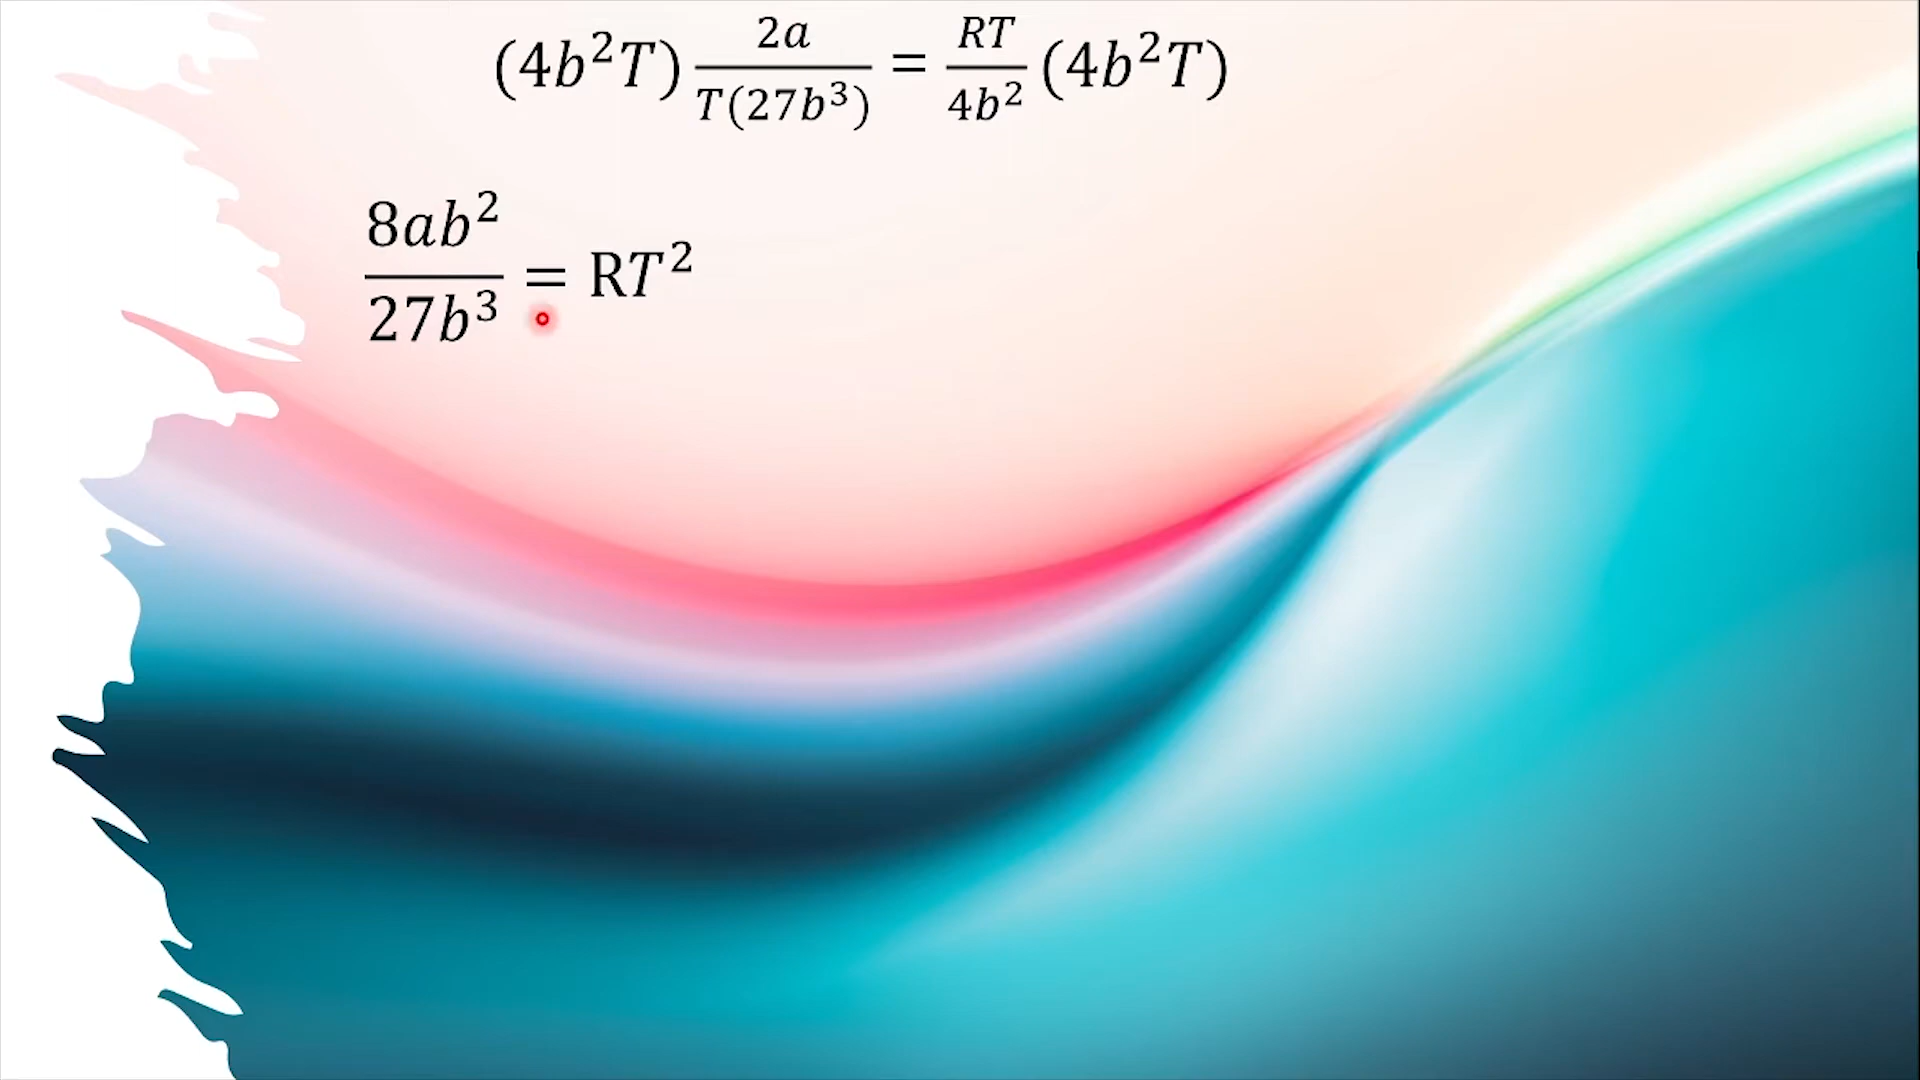 (4b²T) 2a/T(27b³) = RT/4b² (4b²T)
8ab²/27b³ = RT²